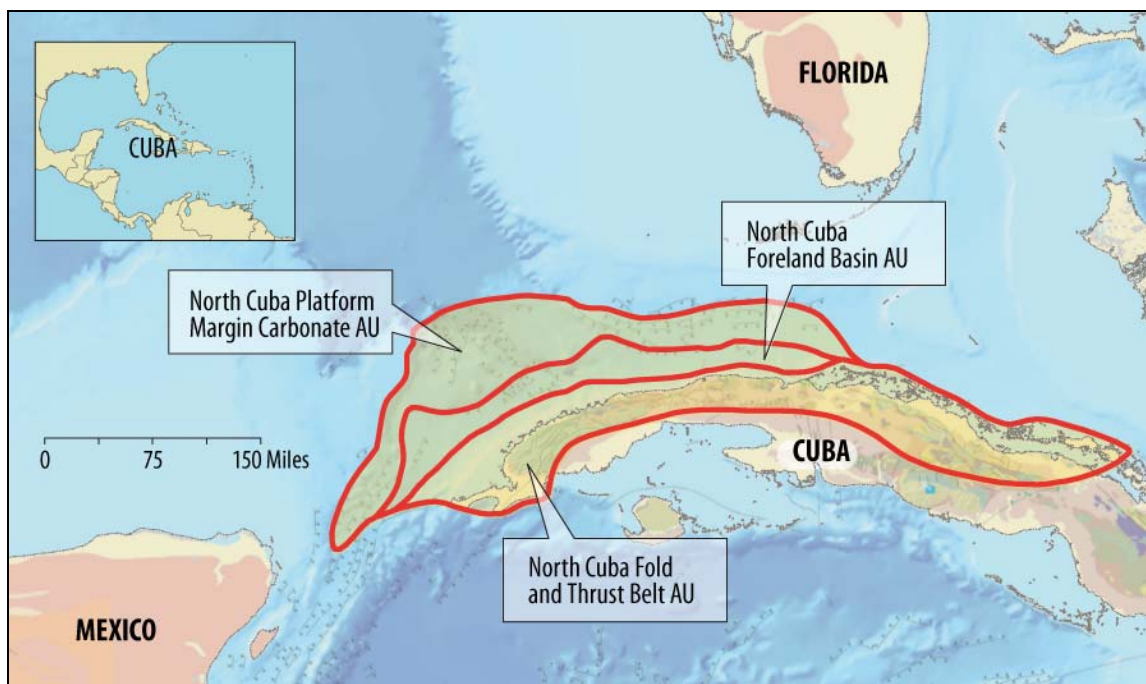 CUBA
FLORIDA
North Cuba
Foreland Basin AU
North Cuba Platform
Margin Carbonate AU
0 75 150 Miles
CUBA
North Cuba Fold
and Thrust Belt AU
MEXICO